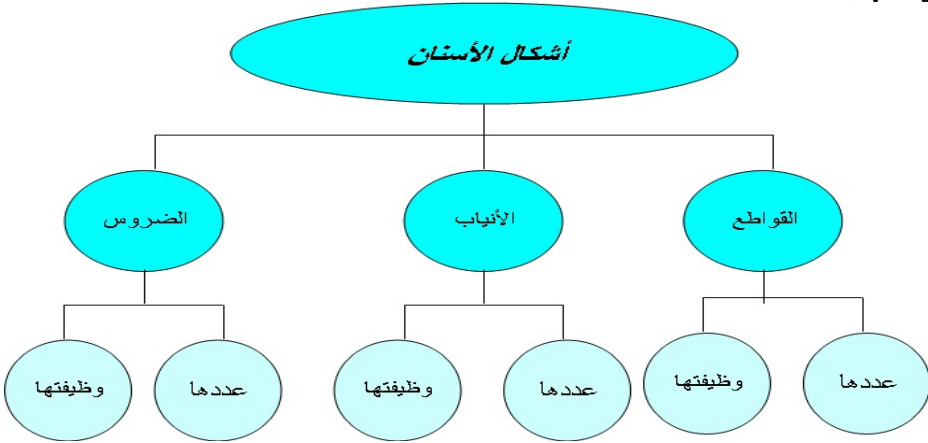 أشكال الأسنان
القواطع
الأنياب
الضروس
عددها
وظيفتها
عددها
وظيفتها
عددها
وظيفتها